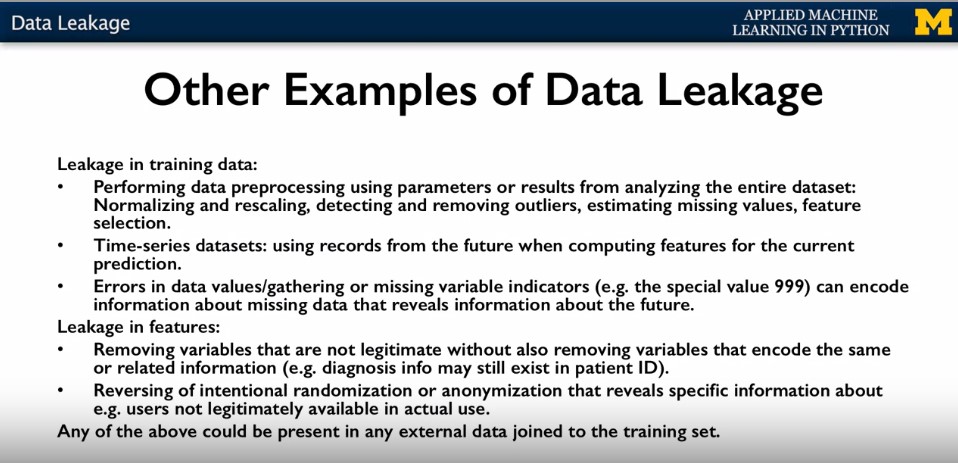 Data Leakage
APPLIED MACHINE
LEARNING IN PYTHON
M
Other Examples of Data Leakage
Leakage in training data:
• Performing data preprocessing using parameters or results from analyzing the entire dataset:
Normalizing and rescaling, detecting and removing outliers, estimating missing values, feature
selection.
• Time-series datasets: using records from the future when computing features for the current
prediction.
• Errors in data values/gathering or missing variable indicators (e.g. the special value 999) can encode
information about missing data that reveals information about the future.
Leakage in features:
• Removing variables that are not legitimate without also removing variables that encode the same
or related information (e.g. diagnosis info may still exist in patient ID).
• Reversing of intentional randomization or anonymization that reveals specific information about
e.g. users not legitimately available in actual use.
Any of the above could be present in any external data joined to the training set.